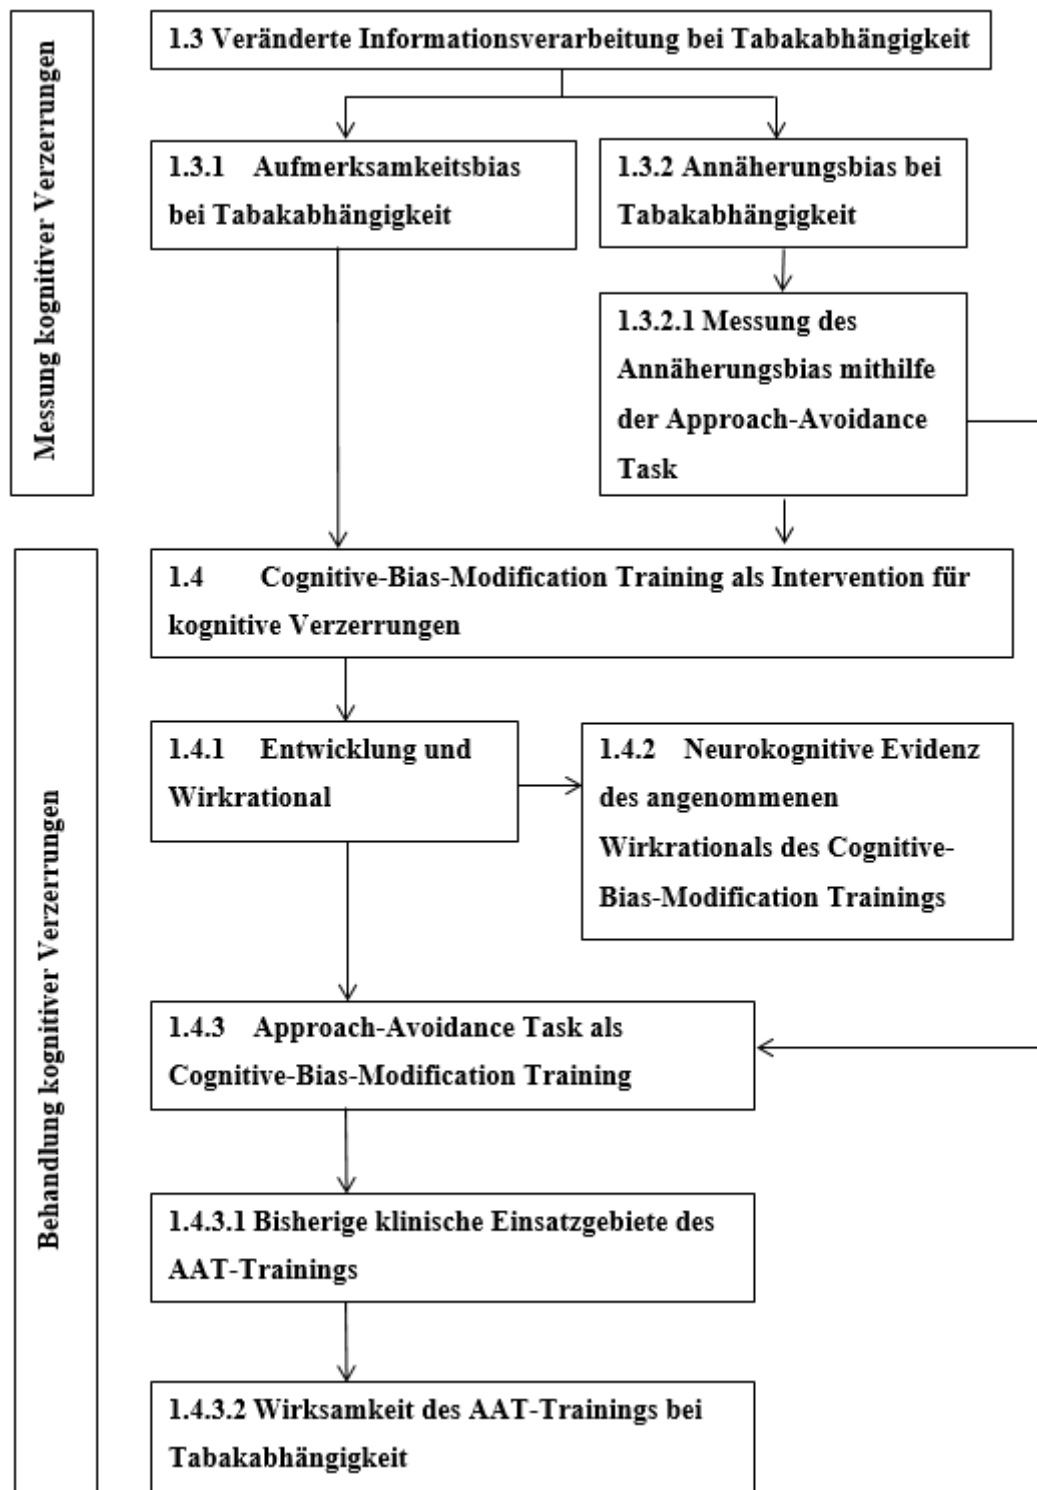 Messung kognitiver Verzerrungen
1.3 Veränderte Informationsverarbeitung bei Tabakabhängigkeit
1.3.1 Aufmerksamkeitsbias
bei Tabakabhängigkeit
1.3.2 Annäherungsbias bei
Tabakabhängigkeit
1.3.2.1 Messung des
Annäherungsbias mithilfe
der Approach-Avoidance
Task
Behandlung kognitiver Verzerrungen
1.4 Cognitive-Bias-Modification Training als Intervention für
kognitive Verzerrungen
1.4.1 Entwicklung und
Wirkrational
1.4.2 Neurokognitive Evidenz
des angenommenen
Wirkrationals des Cognitive-
Bias-Modification Trainings
1.4.3 Approach-Avoidance Task als
Cognitive-Bias-Modification Training
1.4.3.1 Bisherige klinische Einsatzgebiete des
AAT-Trainings
1.4.3.2 Wirksamkeit des AAT-Trainings bei
Tabakabhängigkeit